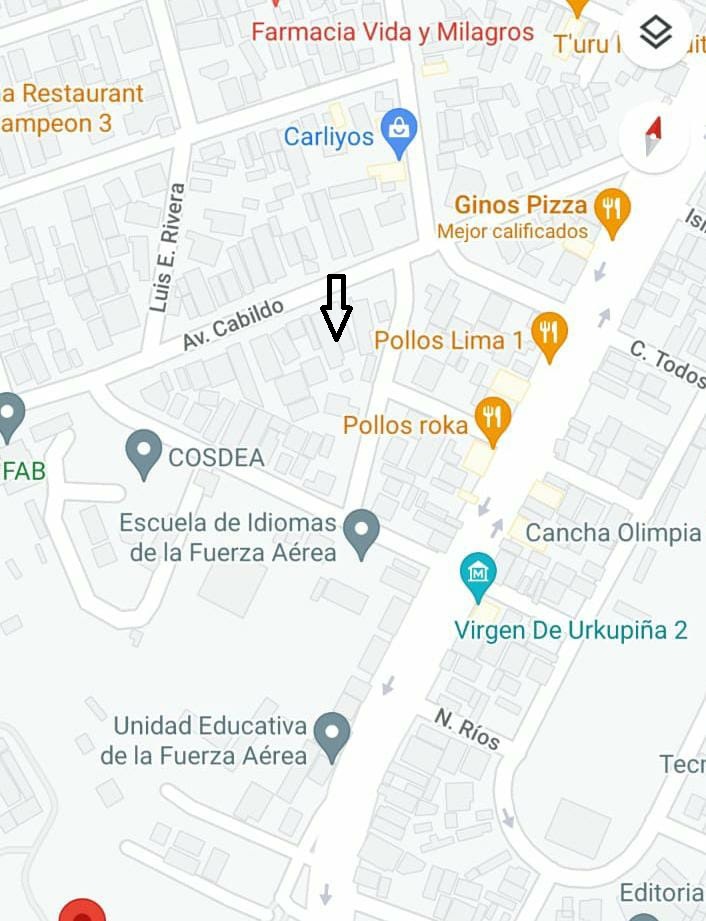 Farmacia Vida y Milagros
T'uru
a Restaurant
ampeon 3
Carliyos
Ginos Pizza
Mejor calificados
Luis E. Rivera
Av. Cabildo
Pollos Lima 1
C. Todos
Pollos roka
FAB
COSDEA
Escuela de Idiomas
de la Fuerza Aérea
Cancha Olimpia
M
Virgen De Urkupiña 2
N. Ríos
Unidad Educativa
de la Fuerza Aérea
Tecr
Editoria